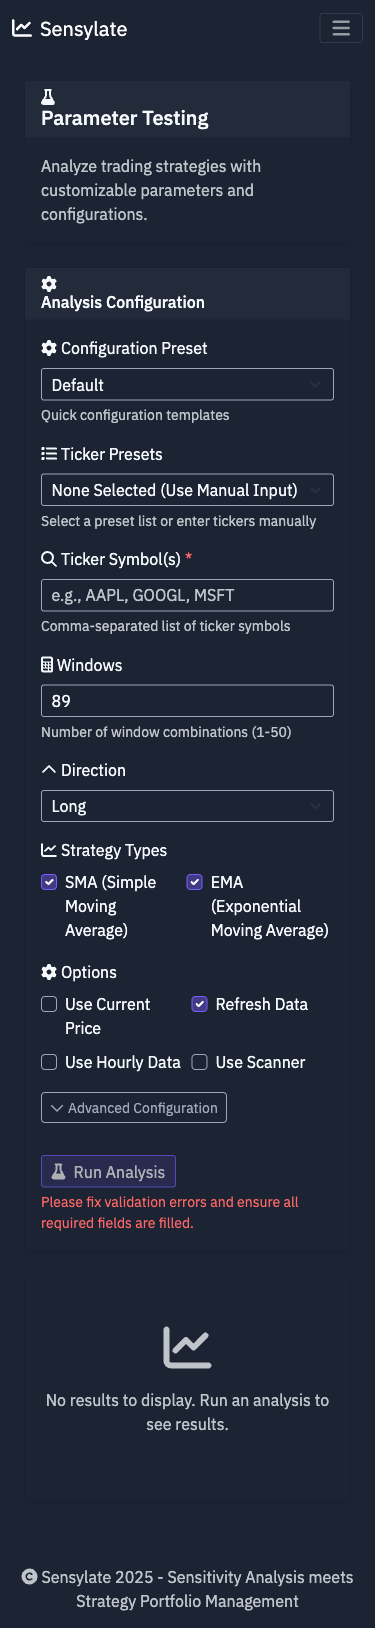 Sensylate
Parameter Testing
Analyze trading strategies with
customizable parameters and
configurations.
Analysis Configuration
Configuration Preset
Default
Quick configuration templates
Ticker Presets
None Selected (Use Manual Input)
Select a preset list or enter tickers manually
Ticker Symbol(s) *
e.g., AAPL, GOOGL, MSFT
Comma-separated list of ticker symbols
Windows
89
Number of window combinations (1-50)
Direction
Long
Strategy Types
SMA (Simple
Moving
Average)
EMA
(Exponential
Moving Average)
Options
Use Current
Price
Refresh Data
Use Hourly Data
Use Scanner
Advanced Configuration
Run Analysis
Please fix validation errors and ensure all
required fields are filled.
No results to display. Run an analysis to
see results.
© Sensylate 2025 - Sensitivity Analysis meets
Strategy Portfolio Management